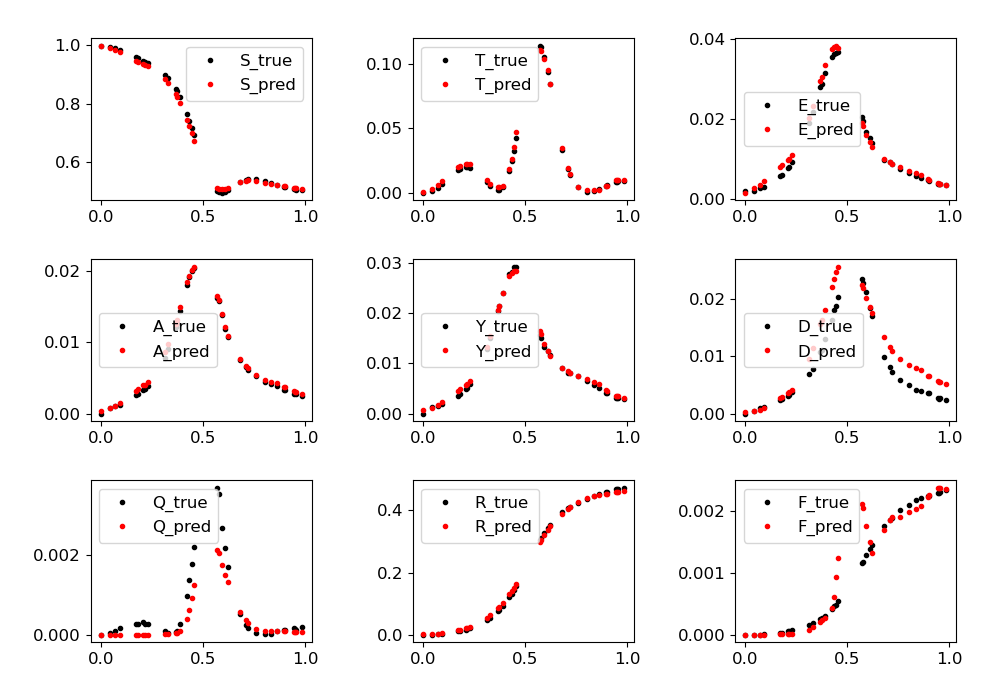 1.0
0.8
0.6
S_true
S_pred
0.0 0.5 1.0
0.10
0.05
0.00
T_true
T_pred
0.0 0.5 1.0
0.04
0.02
0.00
E_true
E_pred
0.0 0.5 1.0
0.02
0.01
0.00
A_true
A_pred
0.0 0.5 1.0
0.03
0.02
0.01
0.00
Y_true
Y_pred
0.0 0.5 1.0
0.02
0.01
0.00
D_true
D_pred
0.0 0.5 1.0
0.002
0.000
Q_true
Q_pred
0.0 0.5 1.0
0.4
0.2
0.0
R_true
R_pred
0.0 0.5 1.0
0.002
0.001
0.000
F_true
F_pred
0.0 0.5 1.0